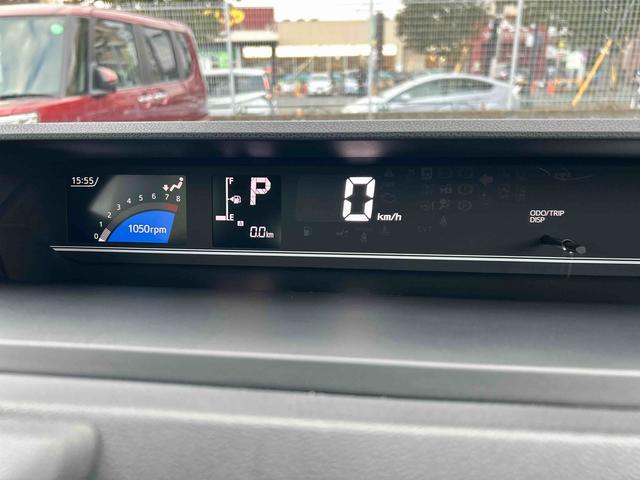 15:55
0 1 2 3 4 5 6 7 8
1050rpm
F
E
P
A
0.0km
0 km/h
ODO/TRIP
DISP
CVT